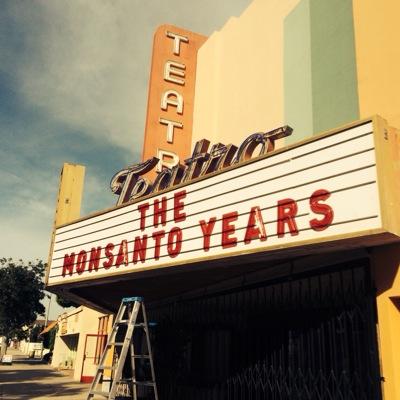 TEATR
Teatro
THE
MONSANTO YEARS